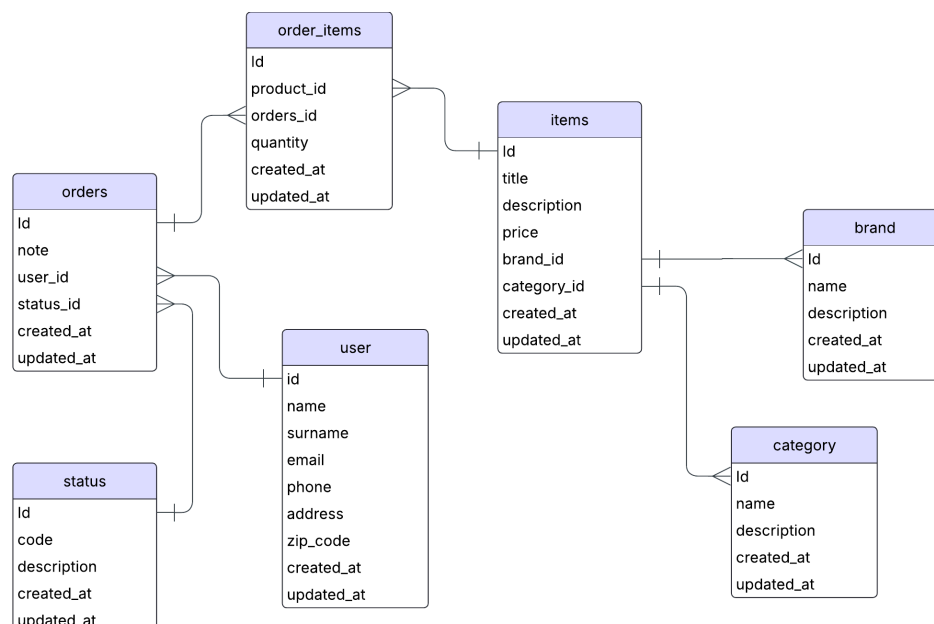 order_items
Id
product_id
orders_id
quantity
created_at
updated_at
items
Id
title
description
price
brand_id
category_id
created_at
updated_at
orders
Id
note
user_id
status_id
created_at
updated_at
brand
Id
name
description
created_at
updated_at
user
id
name
surname
email
phone
address
zip_code
created_at
updated_at
category
Id
name
description
created_at
updated_at
status
Id
code
description
created_at
updated_at